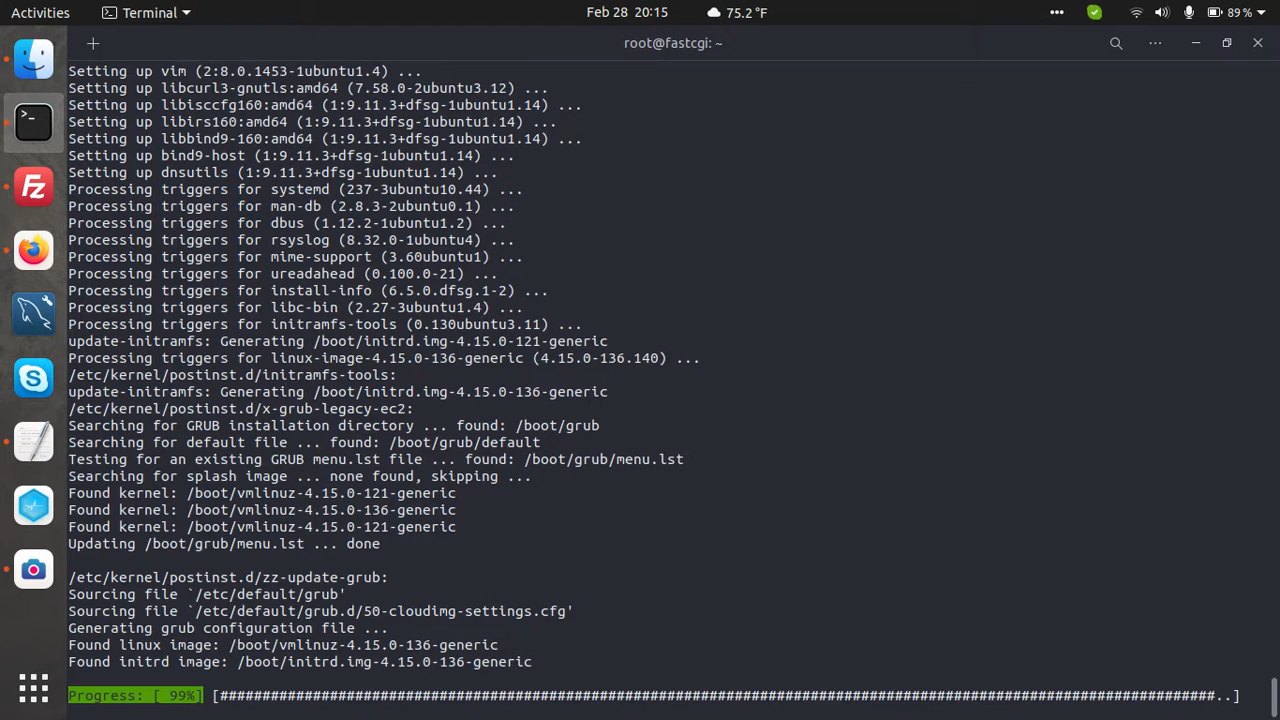 Activities
Terminal
Feb 28 20:15
75.2 °F
89 %
root@fastcgi: ~
Setting up vim (2:8.0.1453-1ubuntu1.4) ...
Setting up libcurl3-gnutls:amd64 (7.58.0-2ubuntu3.12) ...
Setting up libisccfg160:amd64 (1:9.11.3+dfsg-1ubuntu1.14) ...
Setting up libirs160:amd64 (1:9.11.3+dfsg-1ubuntu1.14) ...
Setting up libbind9-160:amd64 (1:9.11.3+dfsg-1ubuntu1.14) ...
Setting up bind9-host (1:9.11.3+dfsg-1ubuntu1.14) ...
Setting up dnsutils (1:9.11.3+dfsg-1ubuntu1.14) ...
Processing triggers for systemd (237-3ubuntu10.44) ...
Processing triggers for man-db (2.8.3-2ubuntu0.1) ...
Processing triggers for dbus (1.12.2-1ubuntu1.2) ...
Processing triggers for rsyslog (8.32.0-1ubuntu4) ...
Processing triggers for mime-support (3.60ubuntu1) ...
Processing triggers for ureadahead (0.100.0-21) ...
Processing triggers for install-info (6.5.0.dfsg.1-2) ...
Processing triggers for libc-bin (2.27-3ubuntu1.4) ...
Processing triggers for initramfs-tools (0.130ubuntu3.11) ...
update-initramfs: Generating /boot/initrd.img-4.15.0-121-generic
Processing triggers for linux-image-4.15.0-136-generic (4.15.0-136.140) ...
/etc/kernel/postinst.d/initramfs-tools:
update-initramfs: Generating /boot/initrd.img-4.15.0-136-generic
/etc/kernel/postinst.d/x-grub-legacy-ec2:
Searching for GRUB installation directory ... found: /boot/grub
Searching for default file ... found: /boot/grub/default
Testing for an existing GRUB menu.lst file ... found: /boot/grub/menu.lst
Searching for splash image ... none found, skipping ...
Found kernel: /boot/vmlinuz-4.15.0-121-generic
Found kernel: /boot/vmlinuz-4.15.0-136-generic
Found kernel: /boot/vmlinuz-4.15.0-121-generic
Updating /boot/grub/menu.lst ... done
/etc/kernel/postinst.d/zz-update-grub:
Sourcing file `/etc/default/grub'
Sourcing file `/etc/default/grub.d/50-cloudimg-settings.cfg'
Generating grub configuration file ...
Found linux image: /boot/vmlinuz-4.15.0-136-generic
Found initrd image: /boot/initrd.img-4.15.0-136-generic
Progress: [ 99%] [######################################################################################################################..]